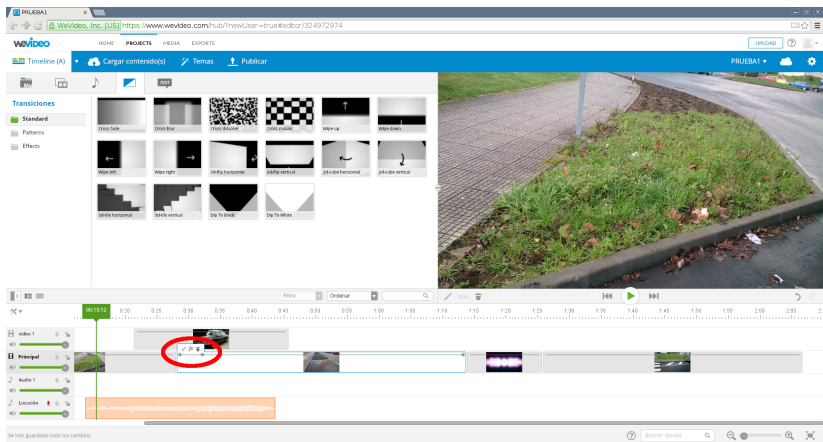 PRUEBA1
WeVideo, Inc. [US] https://www.wevideo.com/hub/?newUser=true#editor/324972974
WeVIDEO HOME PROJECTS MEDIA EXPORTS UPLOAD
Timeline (A) Cargar contenido(s) Temas Publicar PRUEBA1
TEXT
Transiciones
Standard
Patterns
Effects
Cross fade Cross blur Cross dissolve Cross mosaic Wipe up Wipe down
Wipe left Wipe right 3d-flip horizontal 3d-flip vertical 3d-cube horizontal 3d-cube vertical
3d-tile horizontal 3d-tile vertical Dip To Black Dip To White
Filtro Ordenar
00:15:12 0:20 0:25 0:30 0:35 0:40 0:45 0:50 0:55 1:00 1:05 1:10 1:15 1:20 1:25 1:30 1:35 1:40 1:45 1:50 1:55 2:00 2:05 2:
video 1
fx
Principal
Audio 1
Locución
Se han guardado todo los cambios.
Buscar ayuda